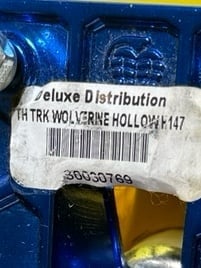 Deluxe Distribution
TH TRK WOLVERINE HOLLOW H147
30030769